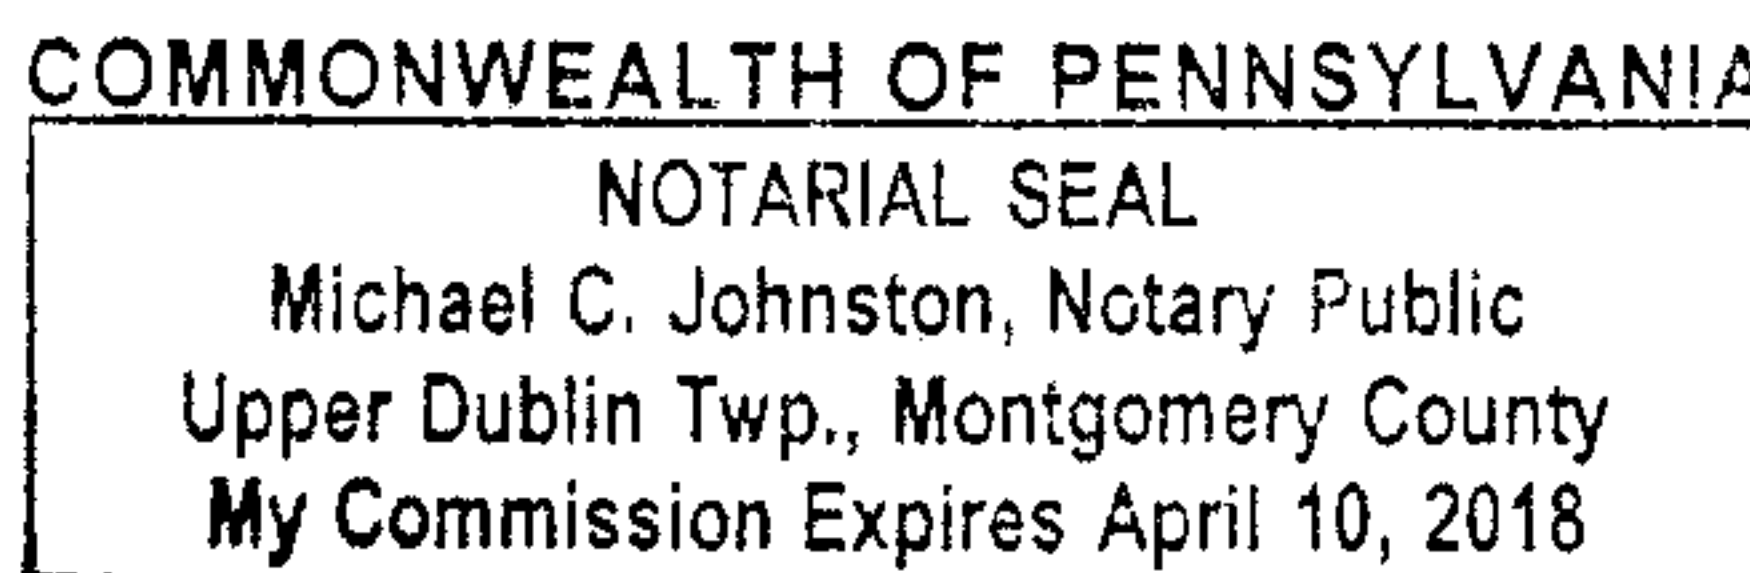 COMMONWEALTH OF PENNSYLVANIA
NOTARIAL SEAL
Michael C. Johnston, Notary Public
Upper Dublin Twp., Montgomery County
My Commission Expires April 10, 2018